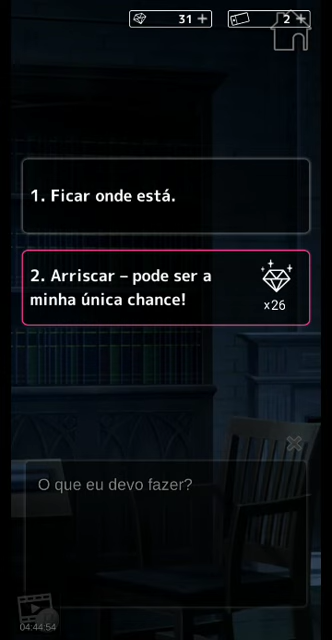 31 +
2 +
1. Ficar onde está.
2. Arriscar – pode ser a
minha única chance!
x26
O que eu devo fazer?
04:44:54